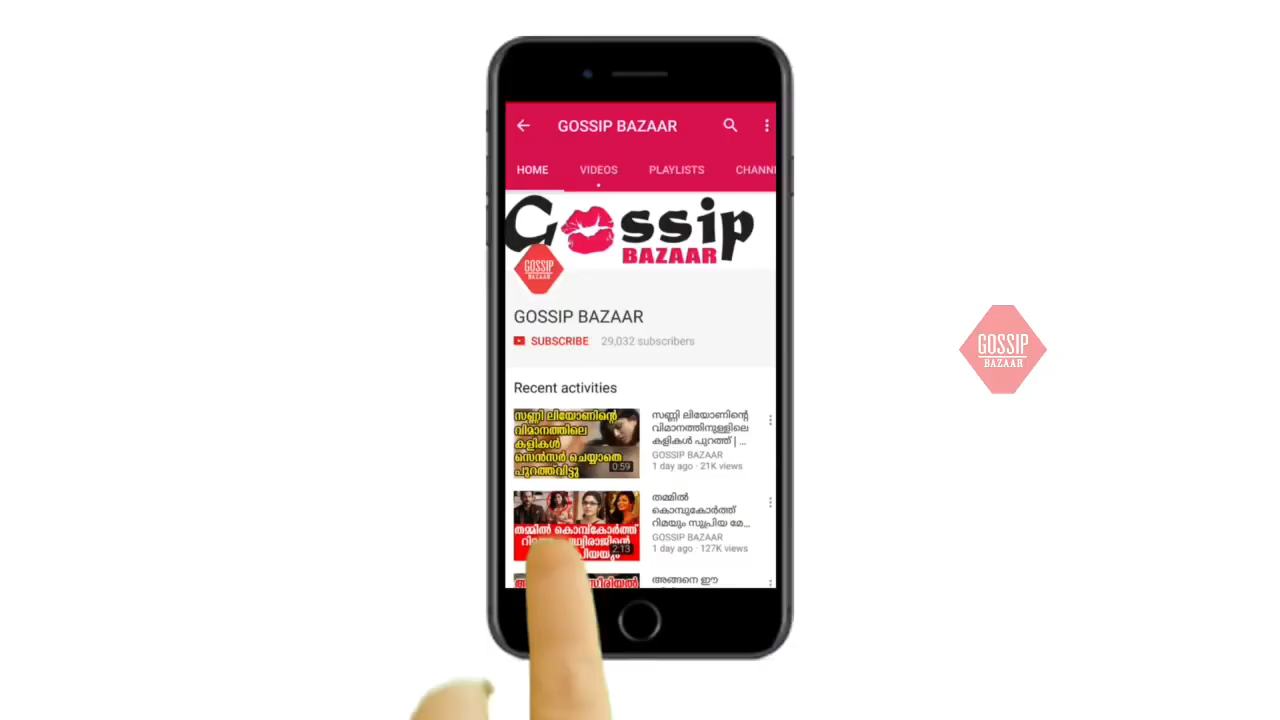 GOSSIP BAZAAR
HOME VIDEOS PLAYLISTS CHANN
Gossip
BAZAAR
GOSSIP
BAZAAR
GOSSIP BAZAAR
SUBSCRIBE 29,032 subscribers
Recent activities
സണ്ണി ലിയോണിന്റെ
വിമാനത്തിലെ
കളികൾ
സെൻസർ ചെയ്യാതെ
പുറത്ത്‌വിട്ടു
0:59
സണ്ണി ലിയോണിന്റെ
വിമാനത്തിനുള്ളിലെ
കളികൾ പുറത്ത് | ...
GOSSIP BAZAAR
1 day ago · 21K views
തമ്മിൽ കൊമ്പ്കോർത്ത്
2:13
തമ്മിൽ
കൊമ്പുകോർത്ത്
റിമയും സുപ്രിയ മേ...
GOSSIP BAZAAR
1 day ago · 127K views
അങ്ങനെ ഈ
GOSSIP
BAZAAR